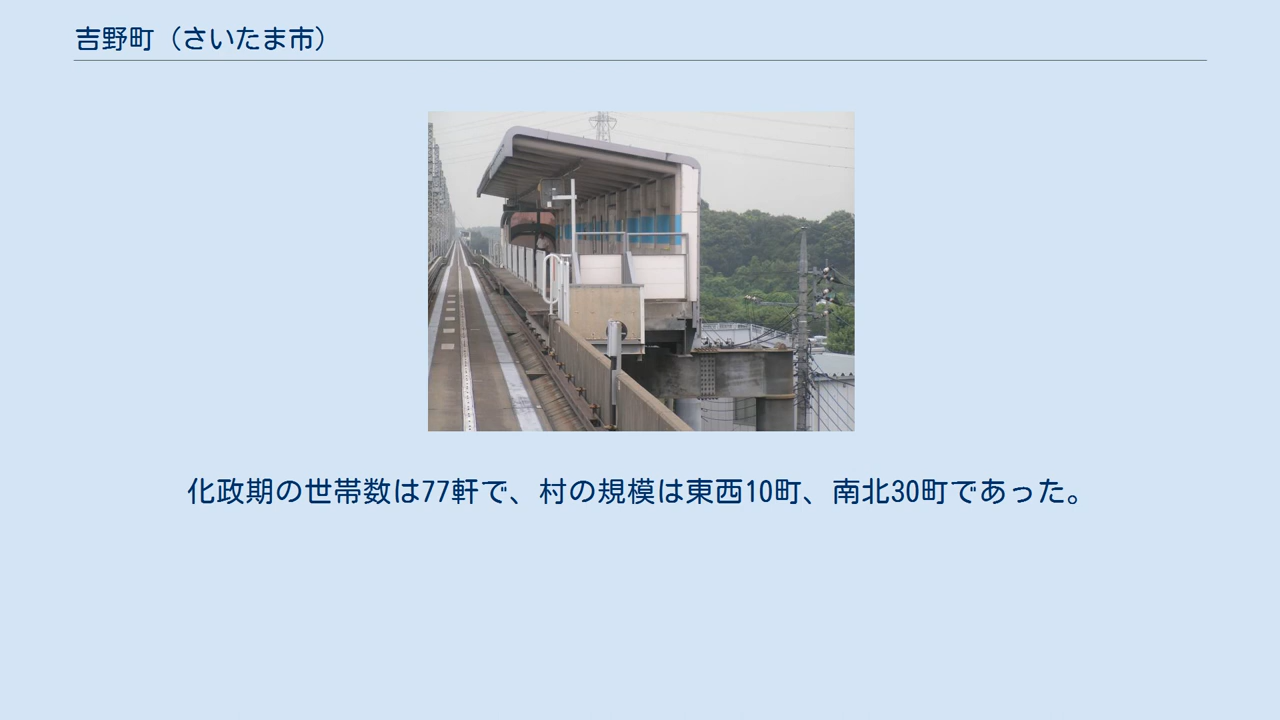 吉野町（さいたま市）
化政期の世帯数は77軒で、村の規模は東西10町、南北30町であった。